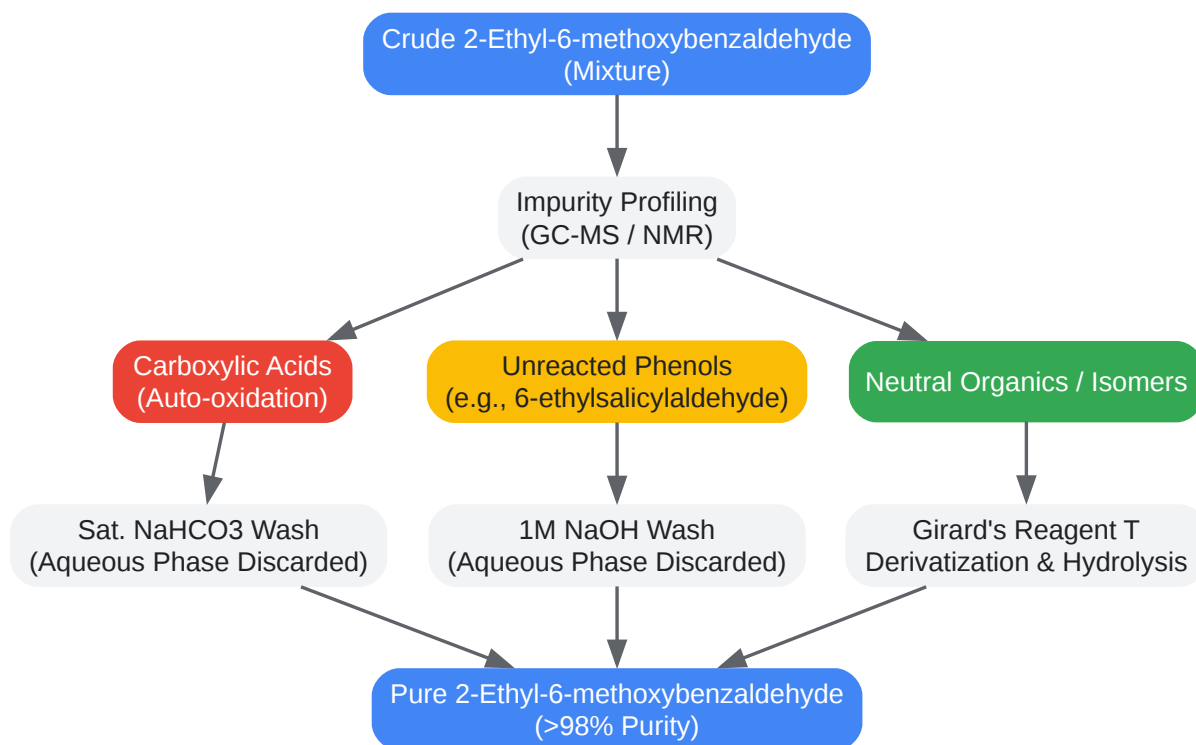 Crude 2-Ethyl-6-methoxybenzaldehyde
(Mixture)
Impurity Profiling
(GC-MS / NMR)
Carboxylic Acids
(Auto-oxidation)
Unreacted Phenols
(e.g., 6-ethylsalicylaldehyde)
Neutral Organics / Isomers
Sat. NaHCO3 Wash
(Aqueous Phase Discarded)
1M NaOH Wash
(Aqueous Phase Discarded)
Girard's Reagent T
Derivatization & Hydrolysis
Pure 2-Ethyl-6-methoxybenzaldehyde
(>98% Purity)